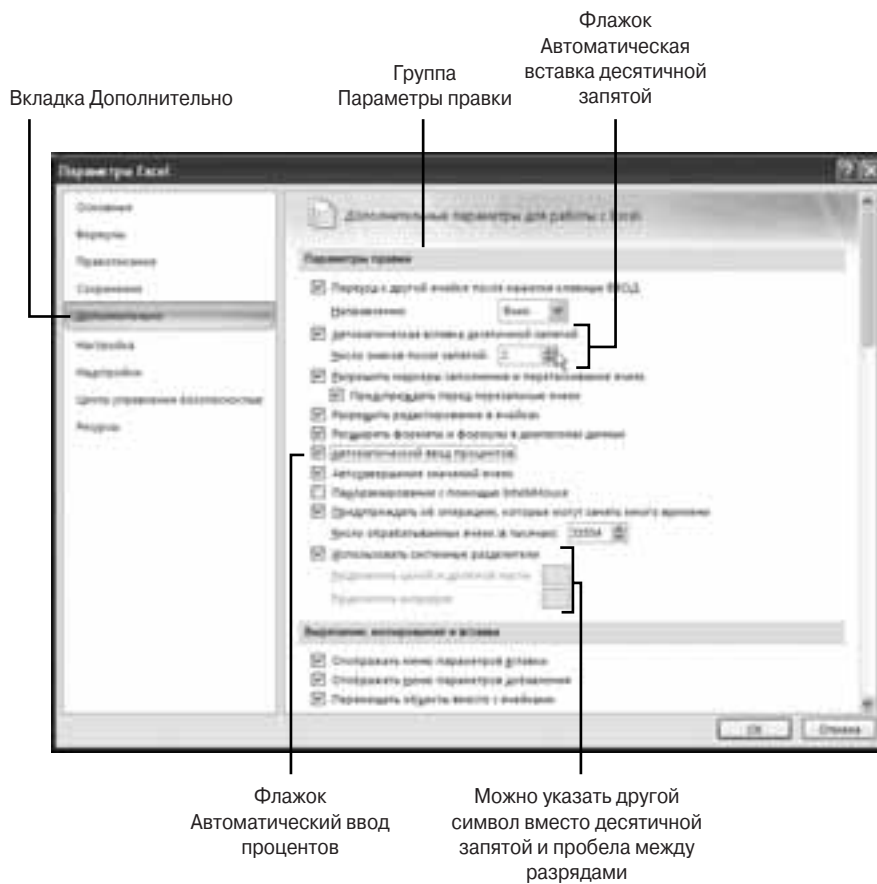 Флажок
Автоматическая
вставка десятичной
запятой
Группа
Параметры правки
Вкладка Дополнительно
Параметры Excel
Основные
Формулы
Правописание
Сохранение
Дополнительно
Настройка
Надстройки
Центр управления безопасностью
Ресурсы
Дополнительные параметры для работы с Excel.
Параметры правки
Переход к другой ячейке после нажатия клавиши ВВОД
Направление: Вниз
Автоматическая вставка десятичной запятой
Число знаков после запятой: 2
Разрешить маркеры заполнения и перетаскивание ячеек
Предупреждать перед перезаписью ячеек
Разрешить редактирование в ячейках
Расширять форматы и формулы в диапазонах данных
Автоматический ввод процентов
Автозавершение значений ячеек
Панорамирование с помощью IntelliMouse
Предупреждать об операциях, которые могут занять много времени
Число обрабатываемых ячеек (в тысячах): 33554
Использовать системные разделители
Разделитель целой и дробной части:
Разделитель разрядов:
Вырезание, копирование и вставка
Отображать меню параметров вставки
Отображать меню параметров добавления
Перемещать объекты вместе с ячейками
ОК Отмена
Флажок
Автоматический ввод
процентов
Можно указать другой
символ вместо десятичной
запятой и пробела между
разрядами